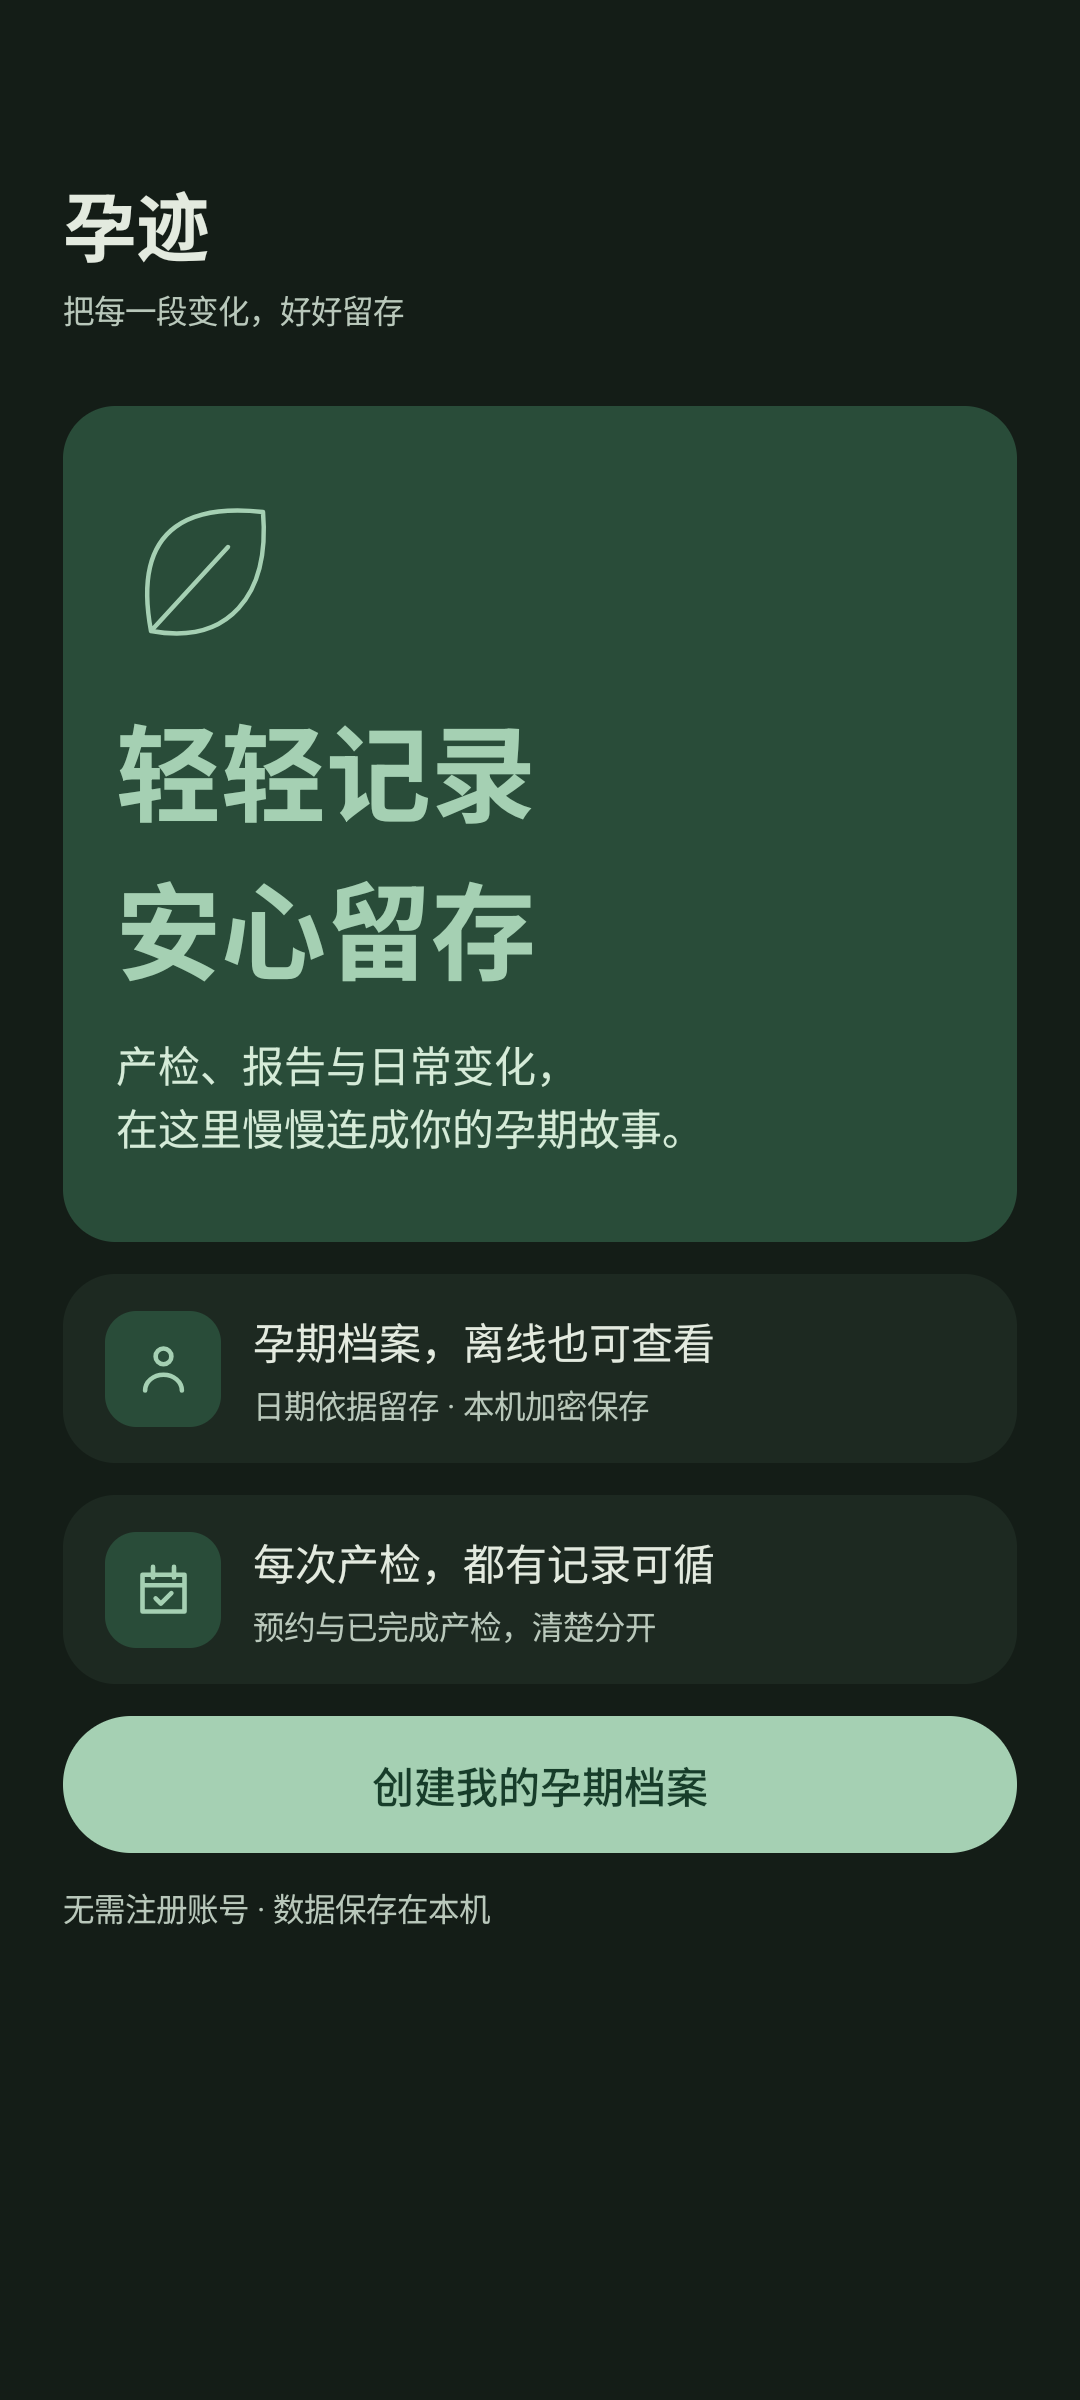 孕迹
把每一段变化，好好留存
轻轻记录
安心留存
产检、报告与日常变化，
在这里慢慢连成你的孕期故事。
孕期档案，离线也可查看
日期依据留存 · 本机加密保存
每次产检，都有记录可循
预约与已完成产检，清楚分开
创建我的孕期档案
无需注册账号 · 数据保存在本机